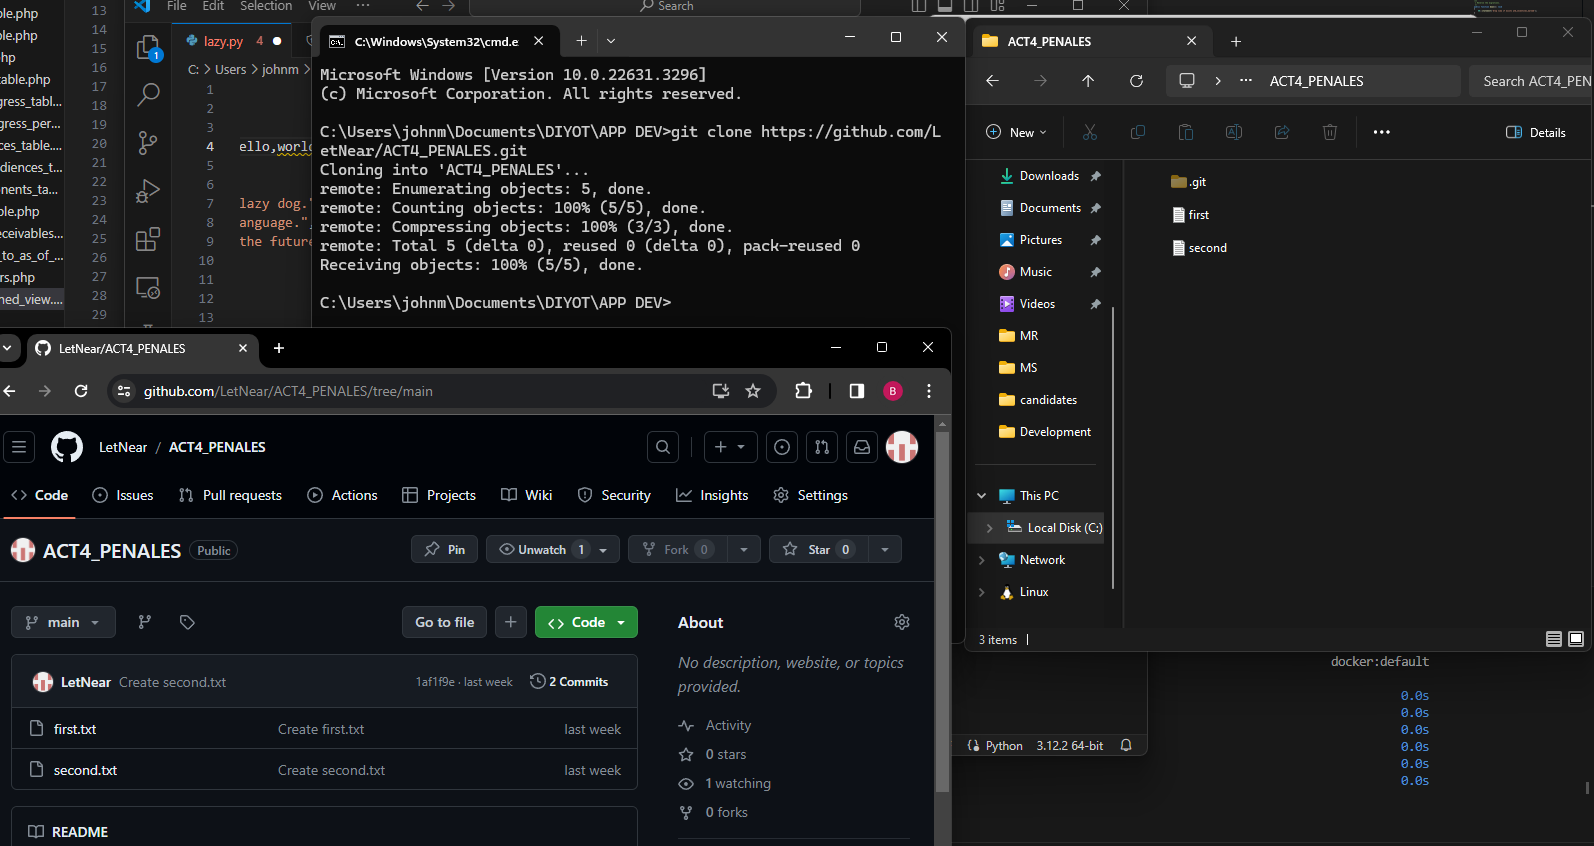 ble.php
ble.php
hp
table.php
gress_tabl...
gress_per...
ces_table....
diences_t...
nents_ta...
ble.php
ceivables...
_to_as_of_...
rs.php
ned_view....
13
14
15
16
17
18
19
20
21
22
23
24
25
26
27
28
29
File Edit Selection View ...
Search
1
lazy.py 4
C: > Users > johnm >
1
2
3
4 ello,world
5
6
7 lazy dog."
8 anguage."
9 the future
10
11
12
13
C:\Windows\System32\cmd.e
Microsoft Windows [Version 10.0.22631.3296]
(c) Microsoft Corporation. All rights reserved.
C:\Users\johnm\Documents\DIYOT\APP DEV>git clone https://github.com/L
etNear/ACT4_PENALES.git
Cloning into 'ACT4_PENALES'...
remote: Enumerating objects: 5, done.
remote: Counting objects: 100% (5/5), done.
remote: Compressing objects: 100% (3/3), done.
remote: Total 5 (delta 0), reused 0 (delta 0), pack-reused 0
Receiving objects: 100% (5/5), done.
C:\Users\johnm\Documents\DIYOT\APP DEV>
ACT4_PENALES
ACT4_PENALES
Search ACT4_PEN
New
Details
Downloads
Documents
Pictures
Music
Videos
MR
MS
candidates
Development
This PC
Local Disk (C:)
Network
Linux
.git
first
second
3 items
LetNear/ACT4_PENALES
github.com/LetNear/ACT4_PENALES/tree/main
B
LetNear / ACT4_PENALES
Code Issues Pull requests Actions Projects Wiki Security Insights Settings
ACT4_PENALES Public
Pin Unwatch 1 Fork 0 Star 0
main Go to file Code
LetNear Create second.txt 1af1f9e · last week 2 Commits
first.txt Create first.txt last week
second.txt Create second.txt last week
README
About
No description, website, or topics
provided.
Activity
0 stars
1 watching
0 forks
Python 3.12.2 64-bit
docker:default
0.0s
0.0s
0.0s
0.0s
0.0s
0.0s